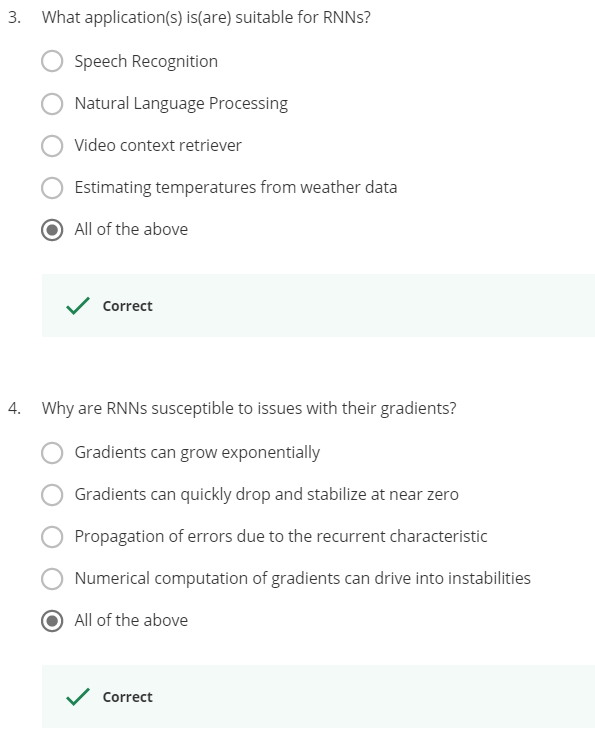 3. What application(s) is(are) suitable for RNNs?
Speech Recognition
Natural Language Processing
Video context retriever
Estimating temperatures from weather data
All of the above
Correct
4. Why are RNNs susceptible to issues with their gradients?
Gradients can grow exponentially
Gradients can quickly drop and stabilize at near zero
Propagation of errors due to the recurrent characteristic
Numerical computation of gradients can drive into instabilities
All of the above
Correct